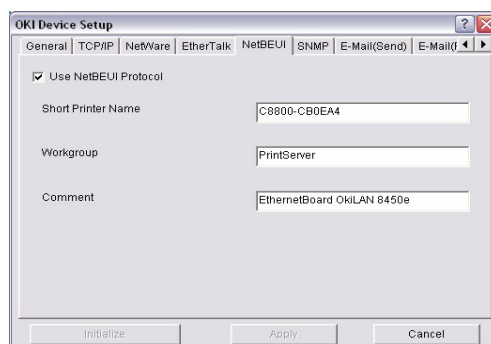 OKI Device Setup
General TCP/IP NetWare EtherTalk NetBEUI SNMP E-Mail(Send)
Use NetBEUI Protocol
Short Printer Name C8800-CB0EA4
Workgroup PrintServer
Comment EthernetBoard OkiLAN 8450e
Initialize Apply Cancel